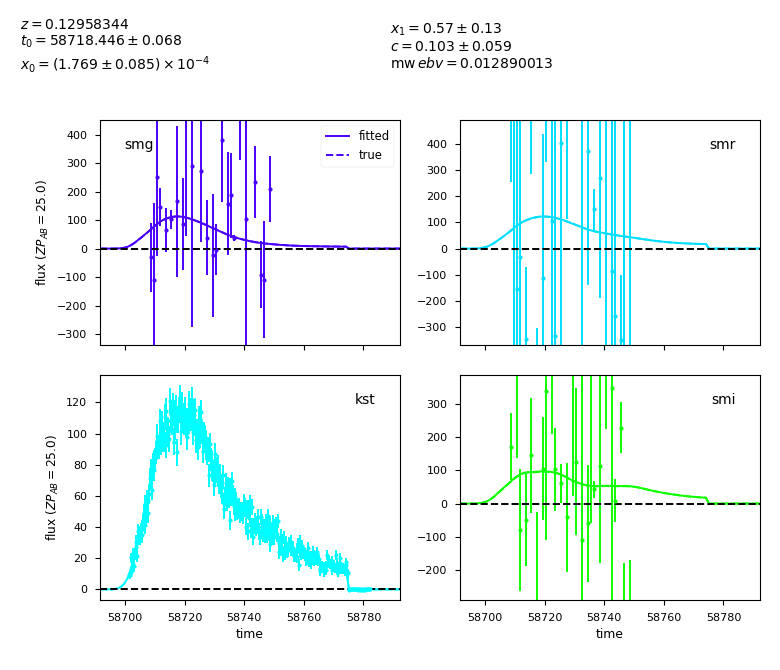 z = 0.12958344
t₀ = 58718.446 ± 0.068
x₀ = (1.769 ± 0.085) × 10⁻⁴
x₁ = 0.57 ± 0.13
c = 0.103 ± 0.059
mw ebv = 0.012890013
smg
fitted
true
400
300
200
100
0
−100
−200
−300
flux (ZP_AB = 25.0)
smr
400
300
200
100
0
−100
−200
−300
kst
120
100
80
60
40
20
0
flux (ZP_AB = 25.0)
58700 58720 58740 58760 58780
time
smi
300
200
100
0
−100
−200
58700 58720 58740 58760 58780
time